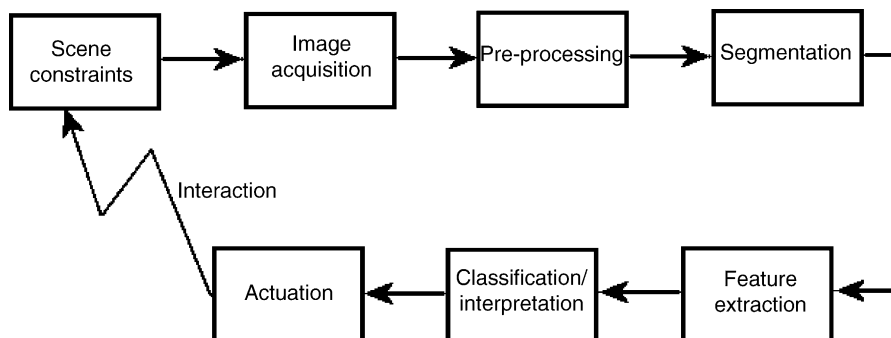 Scene
constraints
Image
acquisition
Pre-processing
Segmentation
Interaction
Actuation
Classification/
interpretation
Feature
extraction